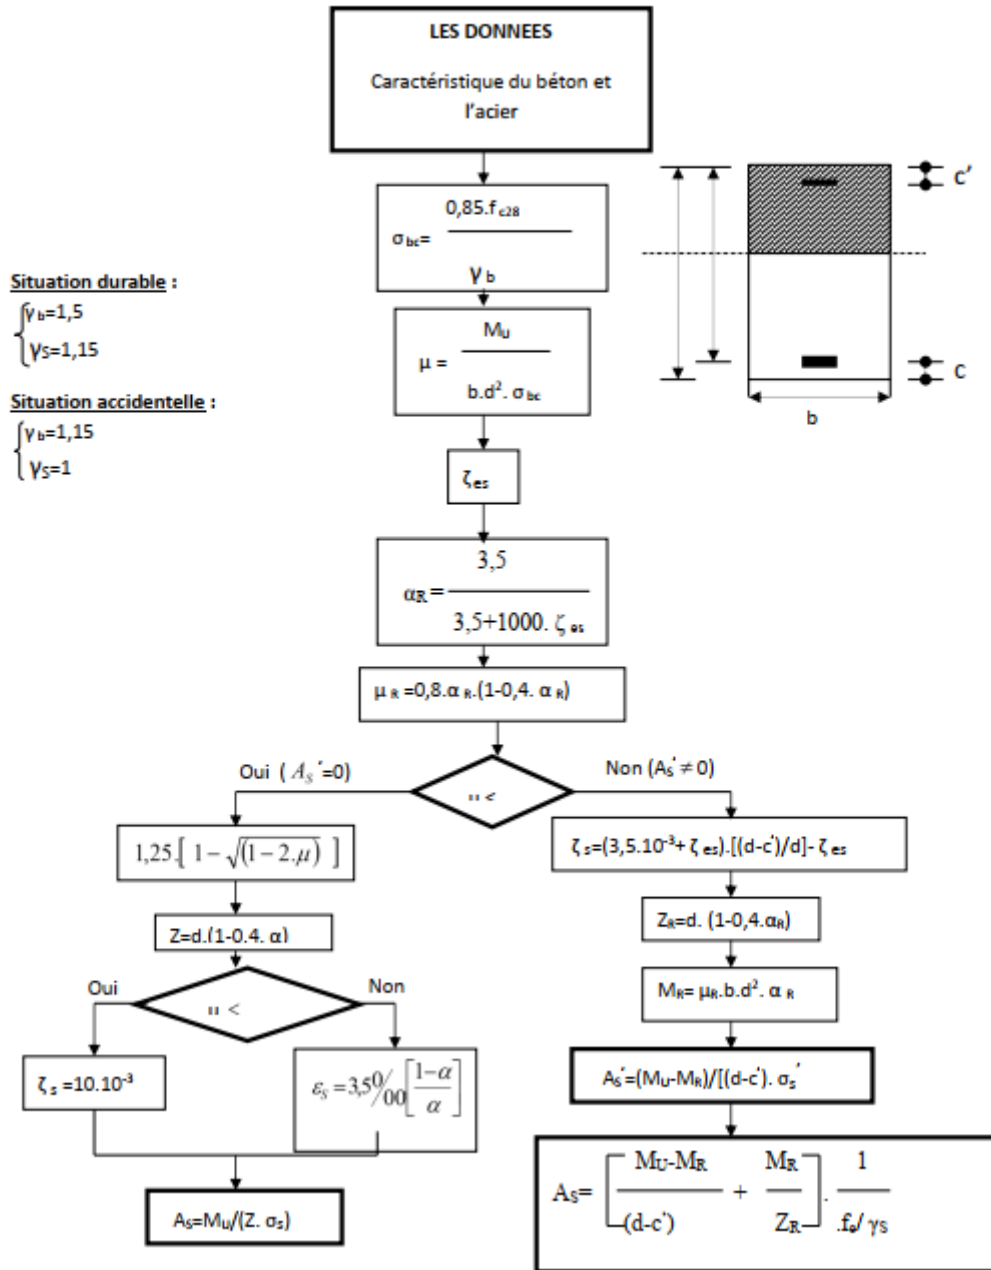 LES DONNEES
Caractéristique du béton et
l'acier
σbc= 0,85.fc28 / γb
c'
Situation durable :
γb=1,5
γS=1,15
μ = MU / b.d². σbc
c
b
Situation accidentelle :
γb=1,15
γS=1
ζes
αR= 3,5 / 3,5+1000. ζes
μR =0,8.αR.(1-0,4. αR)
Oui ( AS'=0)
Non (AS' ≠ 0)
1,25.[ 1-√(1-2.μ) ]
ζs=(3,5.10⁻³+ ζes).[(d-c')/d]- ζes
Z=d.(1-0.4. α)
ZR=d. (1-0,4.αR)
Oui
Non
MR= μR.b.d². αR
ζs =10.10⁻³
εS = 3,5 0/00 [1-α / α]
AS'=(MU-MR)/[(d-c'). σs'
AS=MU/(Z. σs)
AS= [ MU-MR / (d-c') + MR / ZR ] . 1 / .fe/ γS